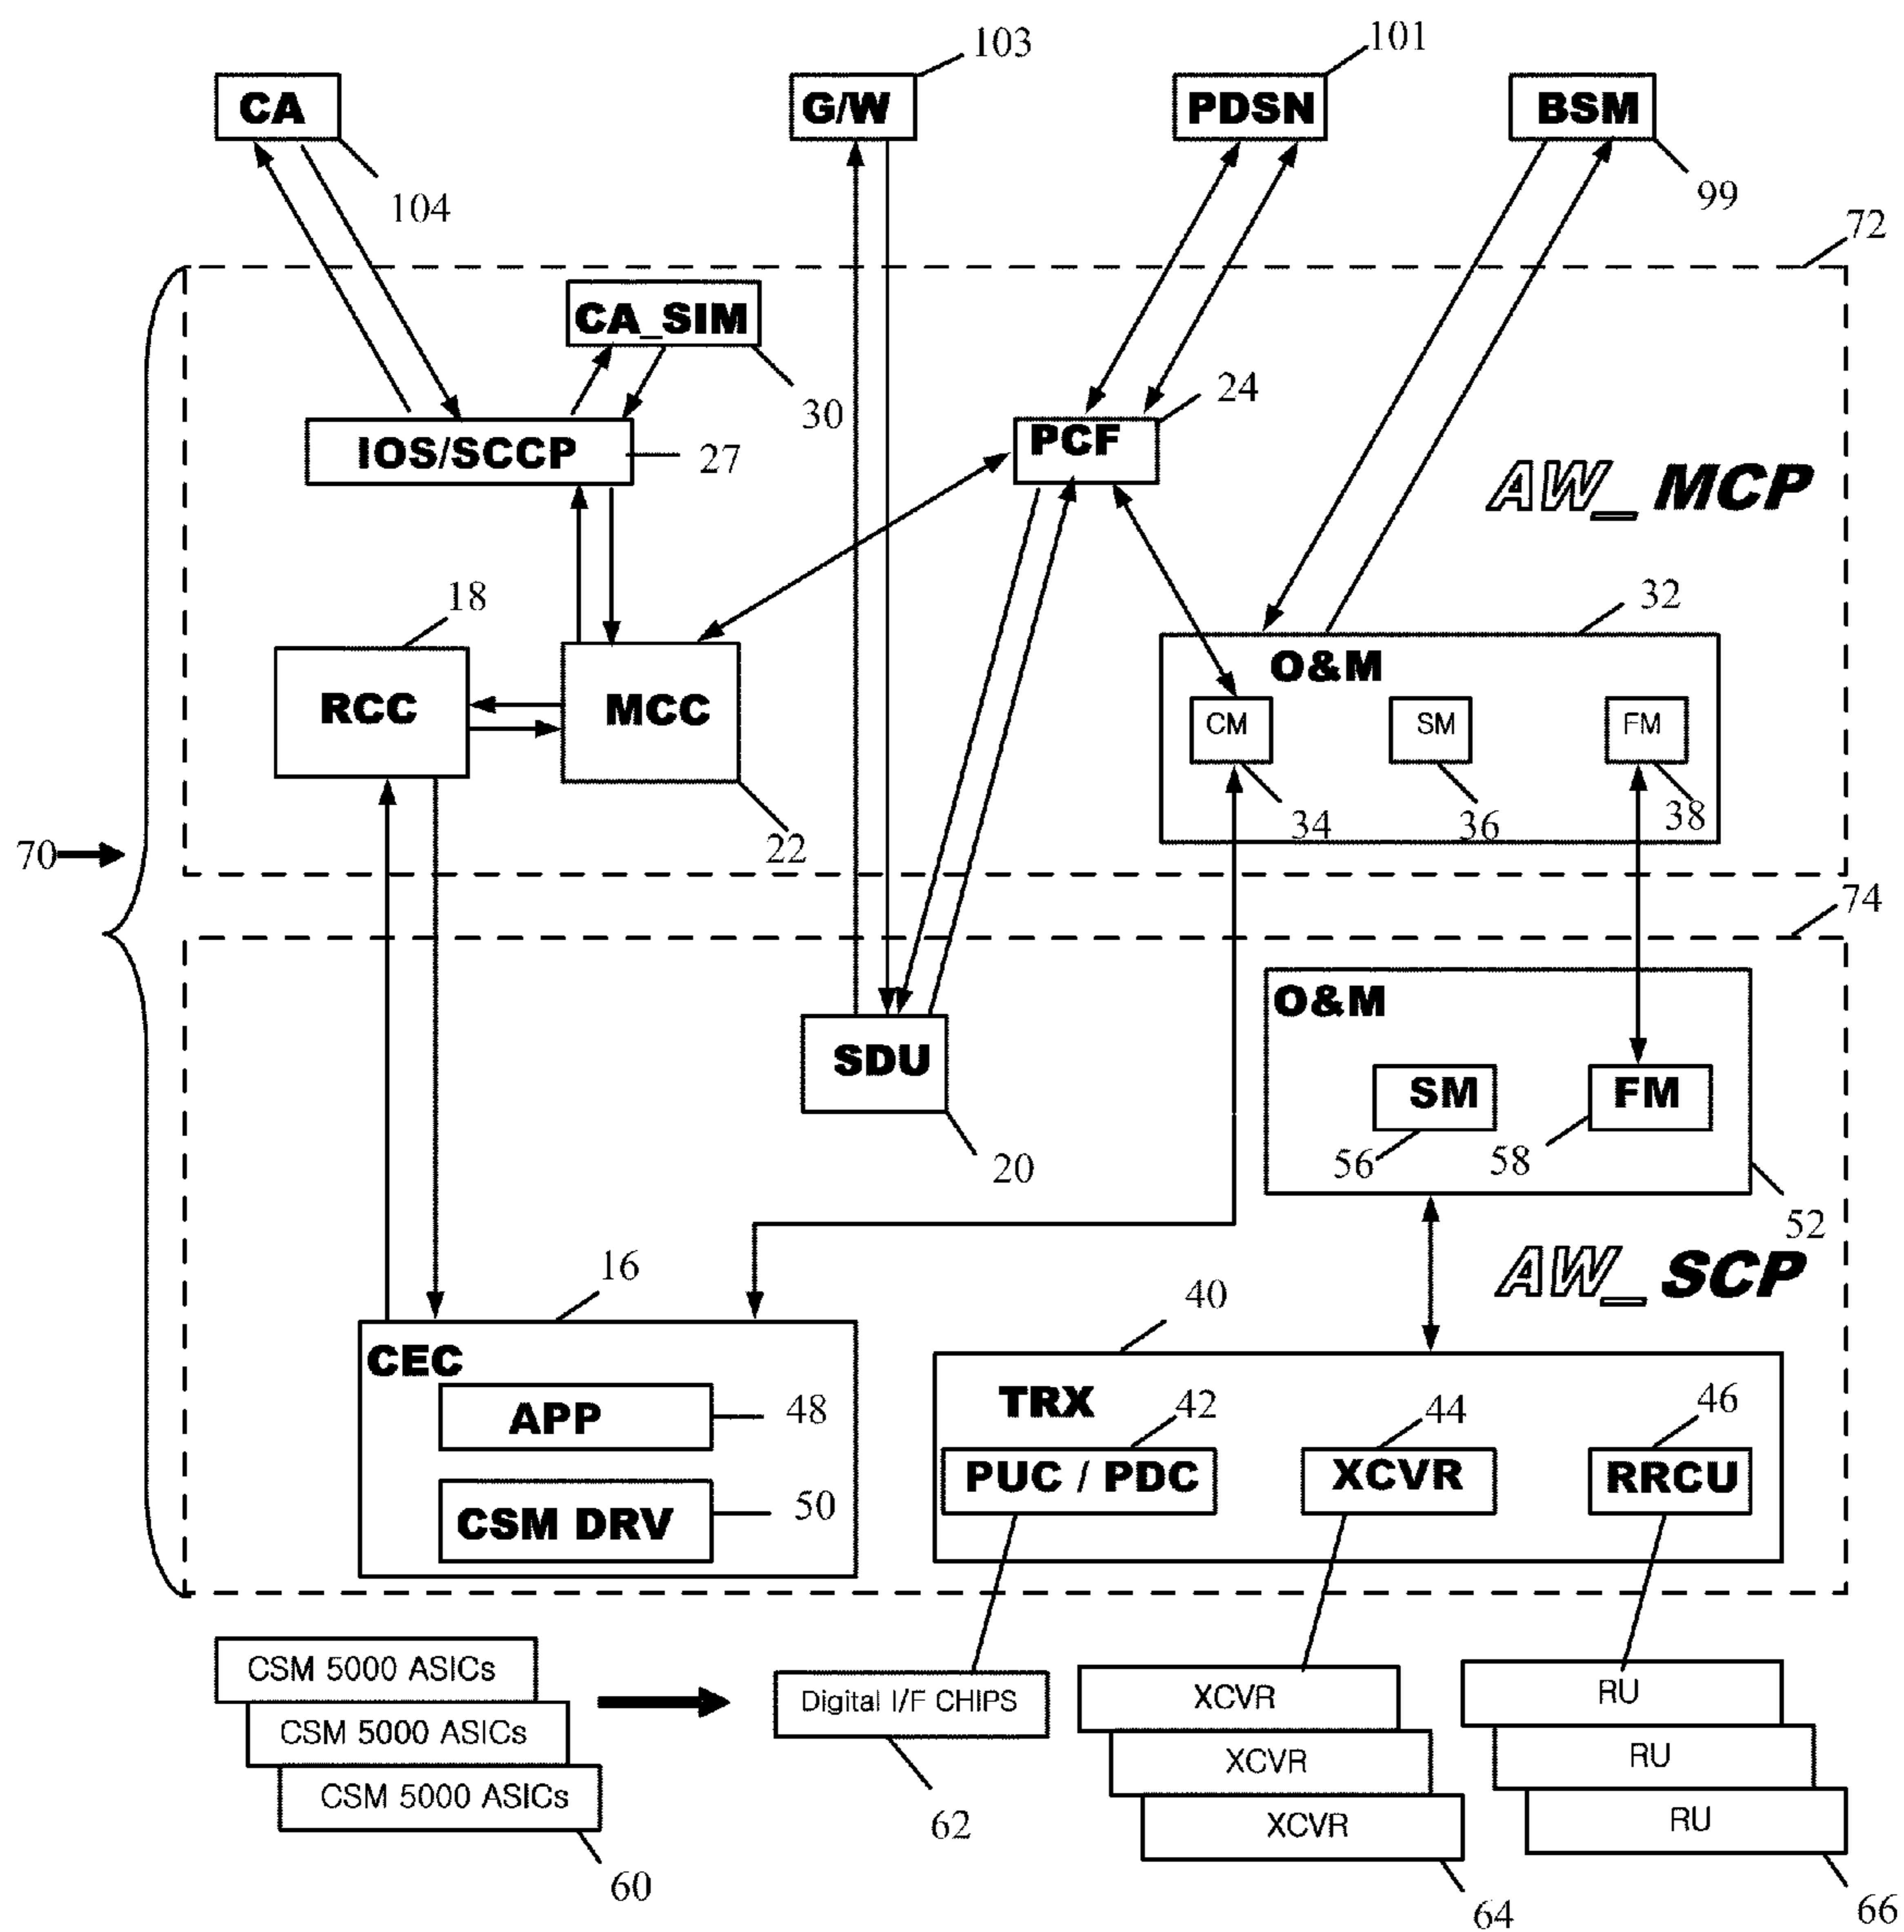 103
101
CA
G/W
PDSN
BSM
104
99
72
CA_SIM
30
24
IOS/SCCP
27
PCF
AW_MCP
18
32
RCC
MCC
O&M
CM
SM
FM
34
36
38
22
70
74
O&M
SDU
SM
FM
20
56
58
52
16
AW_SCP
40
CEC
APP
48
TRX
42
44
46
PUC / PDC
XCVR
RRCU
CSM DRV
50
CSM 5000 ASICs
CSM 5000 ASICs
CSM 5000 ASICs
60
Digital I/F CHIPS
62
XCVR
XCVR
XCVR
64
RU
RU
RU
66